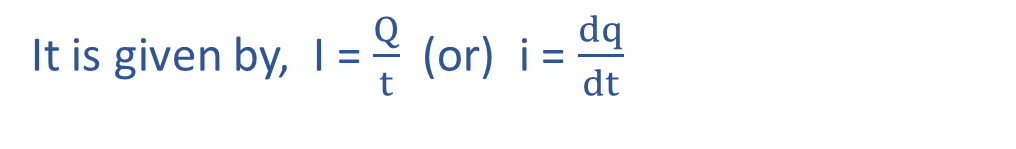 It is given by, I = Q/t (or) i = dq/dt